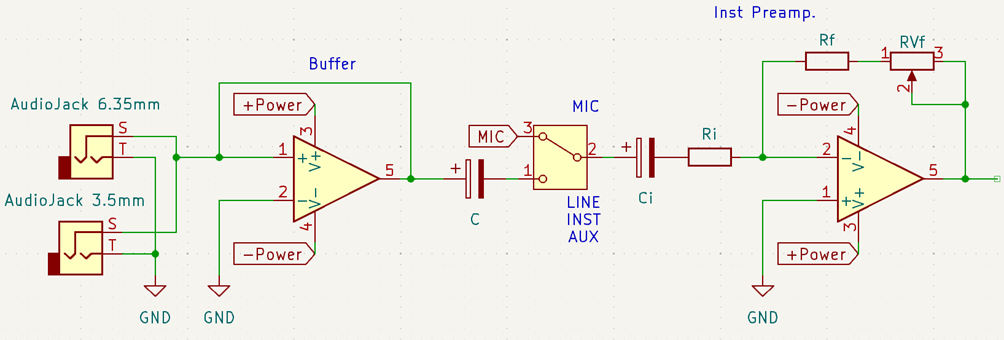 Inst Preamp.
Rf
RVf
1
3
2
Buffer
AudioJack 6.35mm
+Power
MIC
-Power
S
T
3
1
+
V+
2
-
V-
4
5
MIC
3
2
1
+
C
LINE
INST
AUX
+
Ci
Ri
4
2
-
V-
1
+
V+
3
5
AudioJack 3.5mm
S
T
-Power
+Power
GND
GND
GND